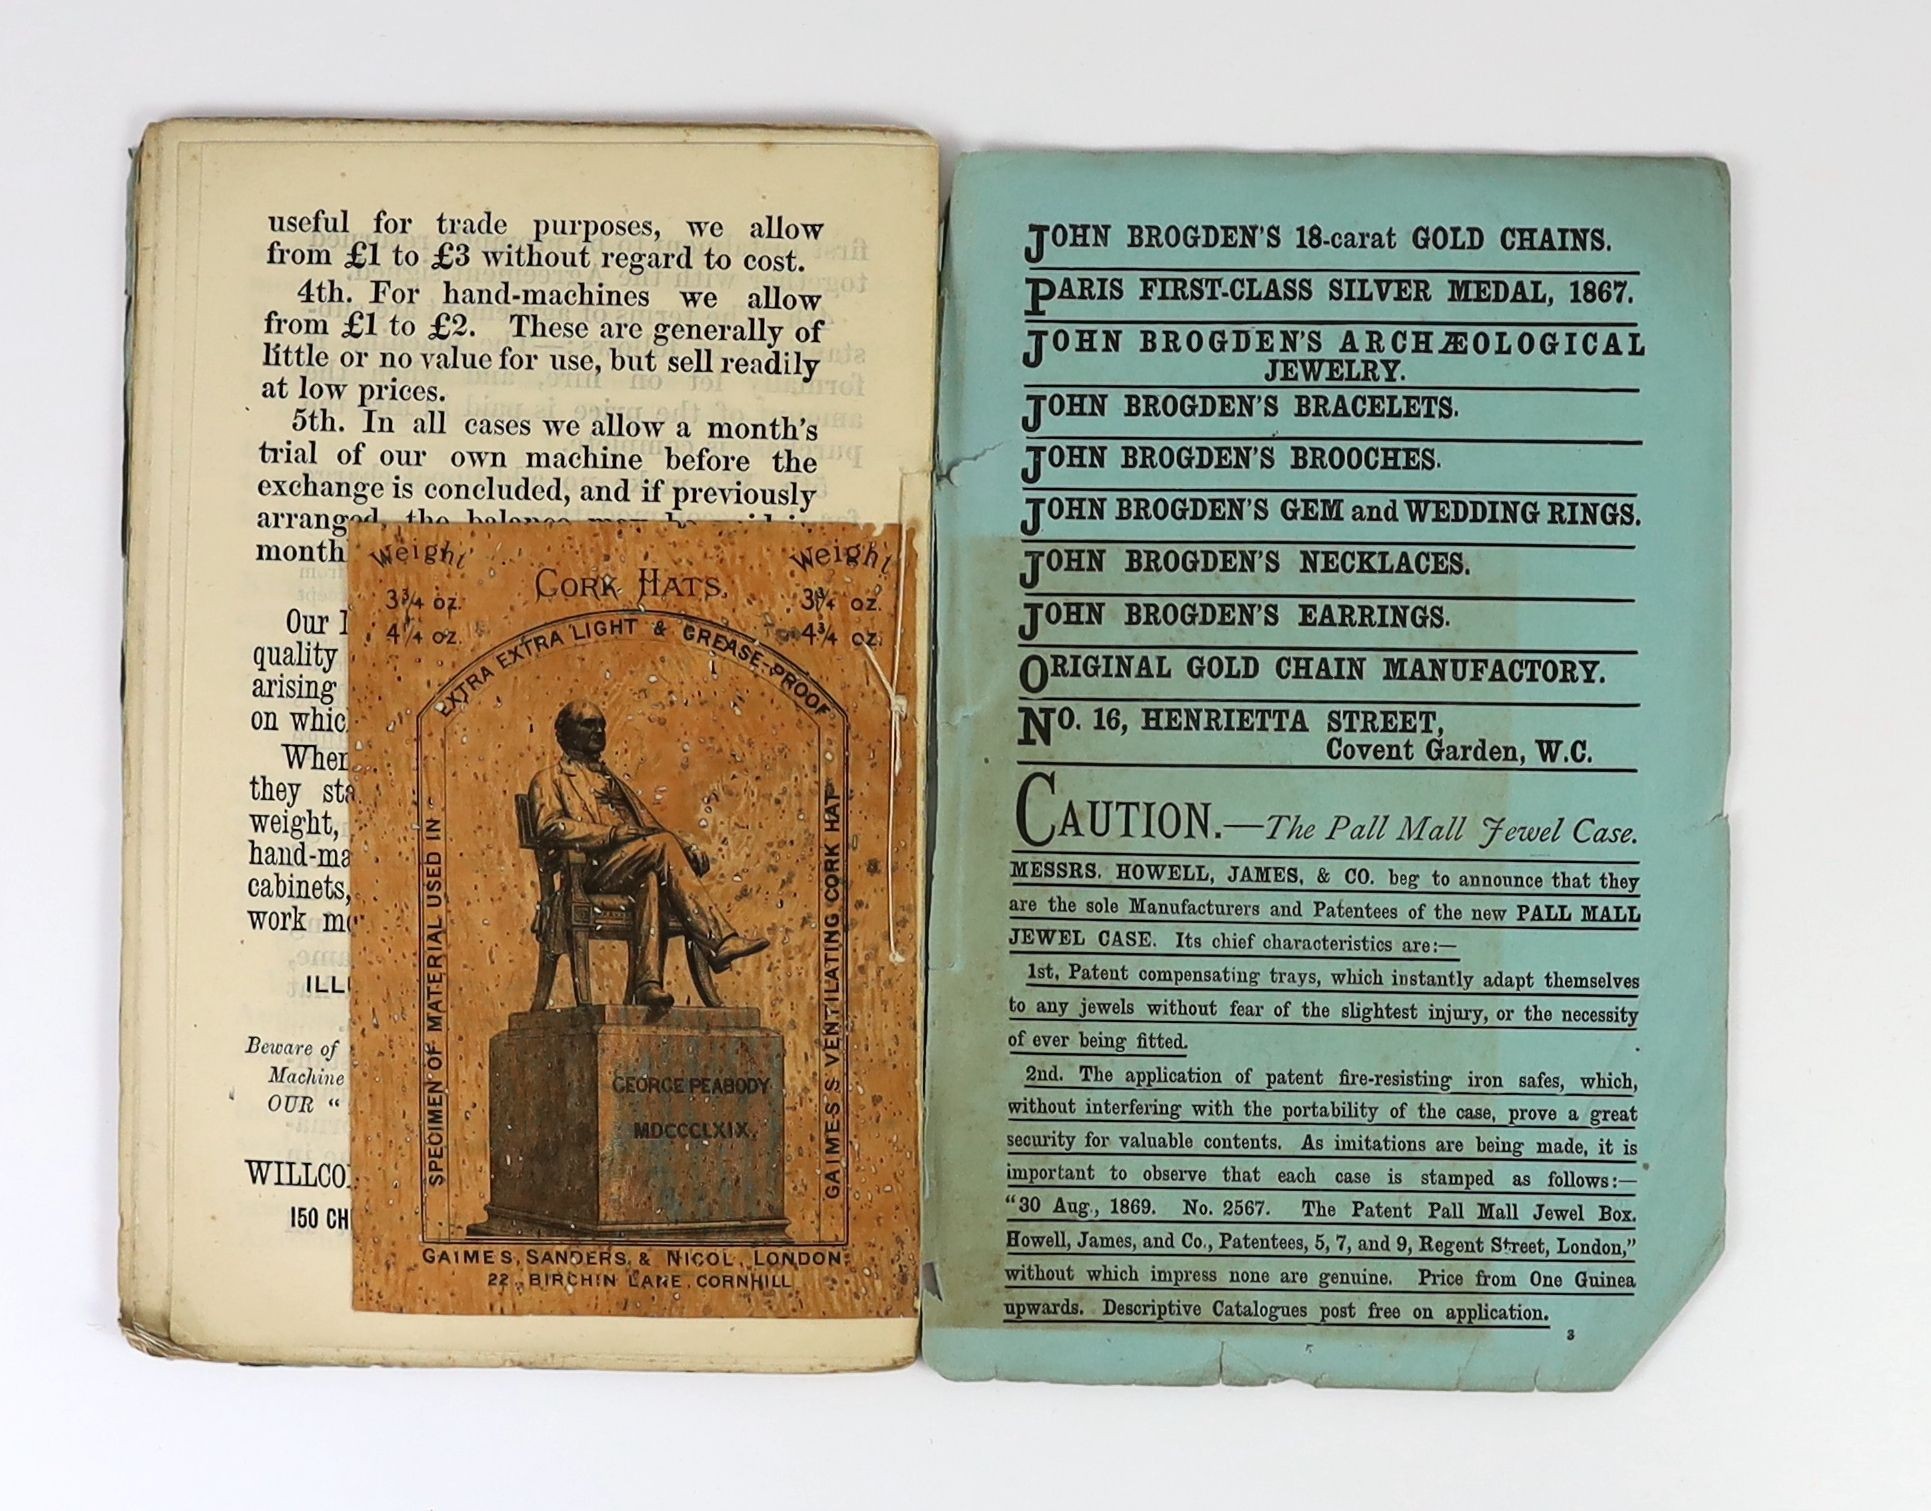 useful for trade purposes, we allow
from £1 to £3 without regard to cost.
4th. For hand-machines we allow
from £1 to £2. These are generally of
little or no value for use, but sell readily
at low prices.
5th. In all cases we allow a month's
trial of our own machine before the
exchange is concluded, and if previously
arranged, the balance may be paid in
month
Our
quality
arising
on which
When
they
weight,
cabinets,
work
Beware of
Machine
OUR "
150 CH
Weight
3¾ oz.
4¼ oz.
CORK HATS.
Weight
3¾ oz.
4¾ oz.
EXTRA EXTRA LIGHT & GREASE-PROOF
SPECIMEN OF MATERIAL USED IN
GAIMES'S VENTILATING CORK HAT
GEORGE PEABODY
MDCCCLXIX.
GAIMES, SANDERS, & NICOL, LONDON
22, BIRCHIN LANE, CORNHILL
JOHN BROGDEN'S 18-carat GOLD CHAINS.
PARIS FIRST-CLASS SILVER MEDAL, 1867.
JOHN BROGDEN'S ARCHÆOLOGICAL
JEWELRY.
JOHN BROGDEN'S BRACELETS.
JOHN BROGDEN'S BROOCHES.
JOHN BROGDEN'S GEM and WEDDING RINGS.
JOHN BROGDEN'S NECKLACES.
JOHN BROGDEN'S EARRINGS.
ORIGINAL GOLD CHAIN MANUFACTORY.
NO. 16, HENRIETTA STREET,
Covent Garden, W.C.
CAUTION.—The Pall Mall Jewel Case.
MESSRS. HOWELL, JAMES, & CO. beg to announce that they
are the sole Manufacturers and Patentees of the new PALL MALL
JEWEL CASE. Its chief characteristics are:—
1st, Patent compensating trays, which instantly adapt themselves
to any jewels without fear of the slightest injury, or the necessity
of ever being fitted.
2nd. The application of patent fire-resisting iron safes, which,
without interfering with the portability of the case, prove a great
security for valuable contents. As imitations are being made, it is
important to observe that each case is stamped as follows:—
"30 Aug., 1869. No. 2567. The Patent Pall Mall Jewel Box.
Howell, James, and Co., Patentees, 5, 7, and 9, Regent Street, London,"
without which impress none are genuine. Price from One Guinea
upwards. Descriptive Catalogues post free on application.
3